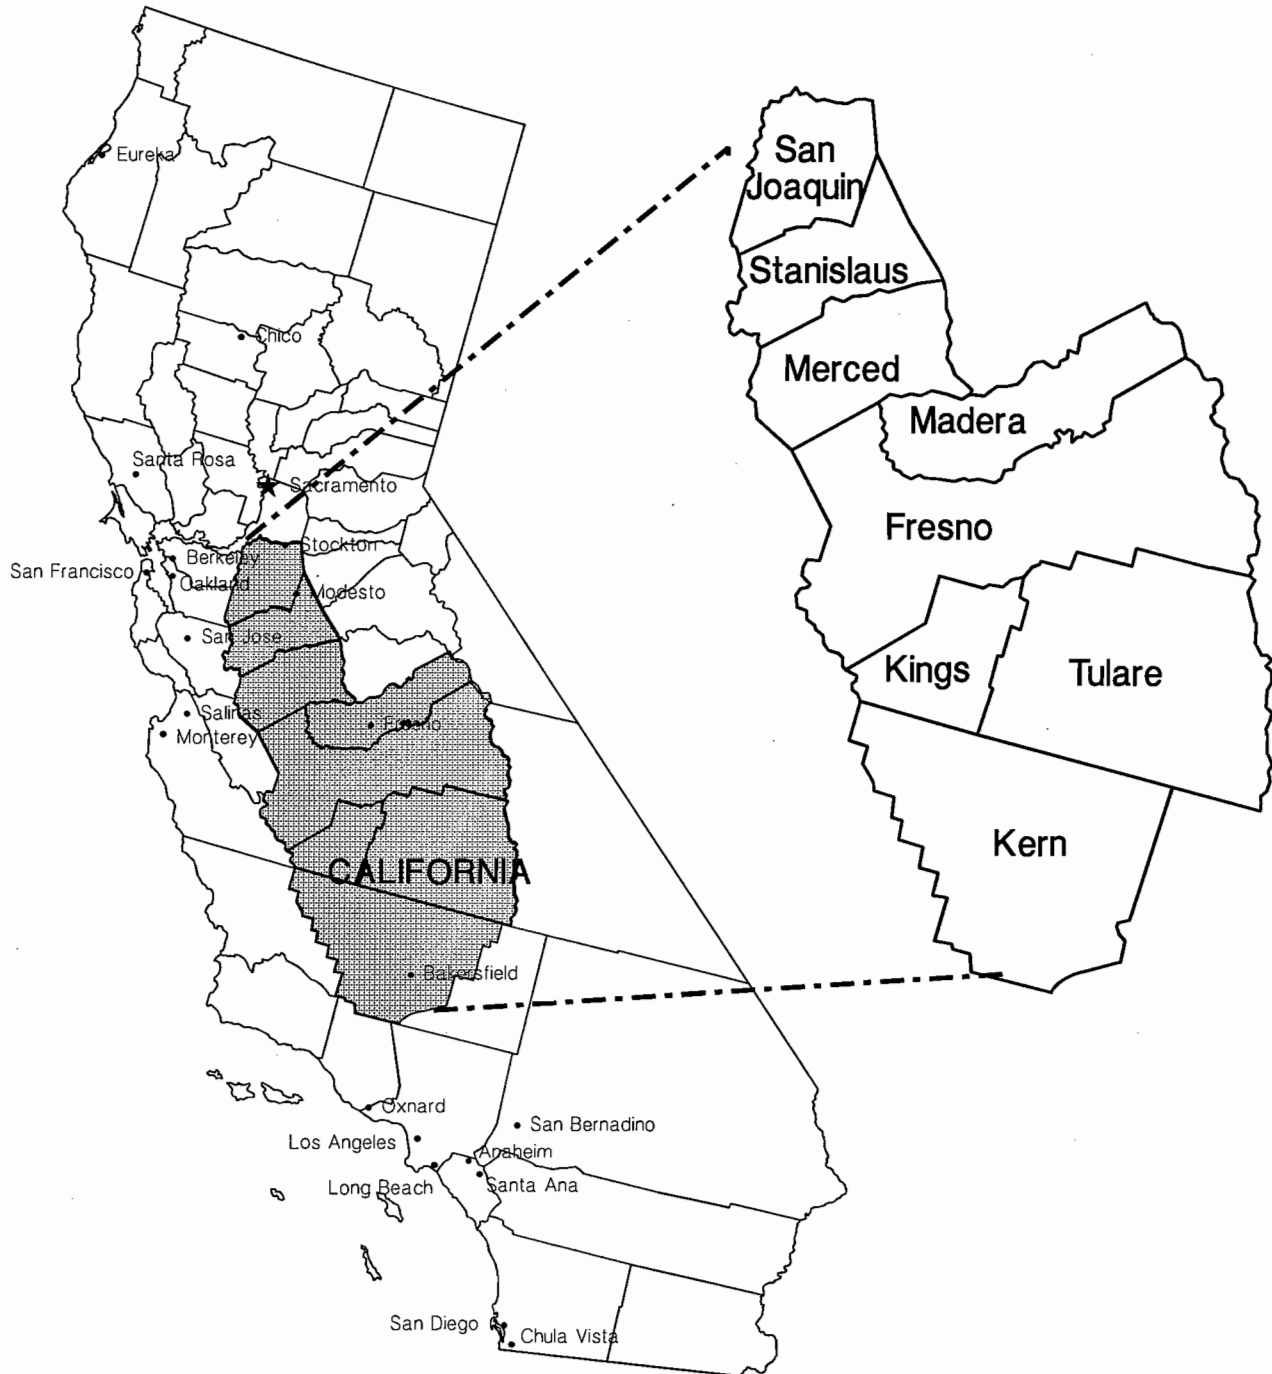 Eureka
Chico
Santa Rosa
Sacramento
Stockton
Berkeley
San Francisco
Oakland
Modesto
San Jose
Salinas
Monterey
Fresno
CALIFORNIA
Bakersfield
Oxnard
Los Angeles
San Bernadino
Anaheim
Long Beach
Santa Ana
San Diego
Chula Vista
San
Joaquin
Stanislaus
Merced
Madera
Fresno
Kings
Tulare
Kern